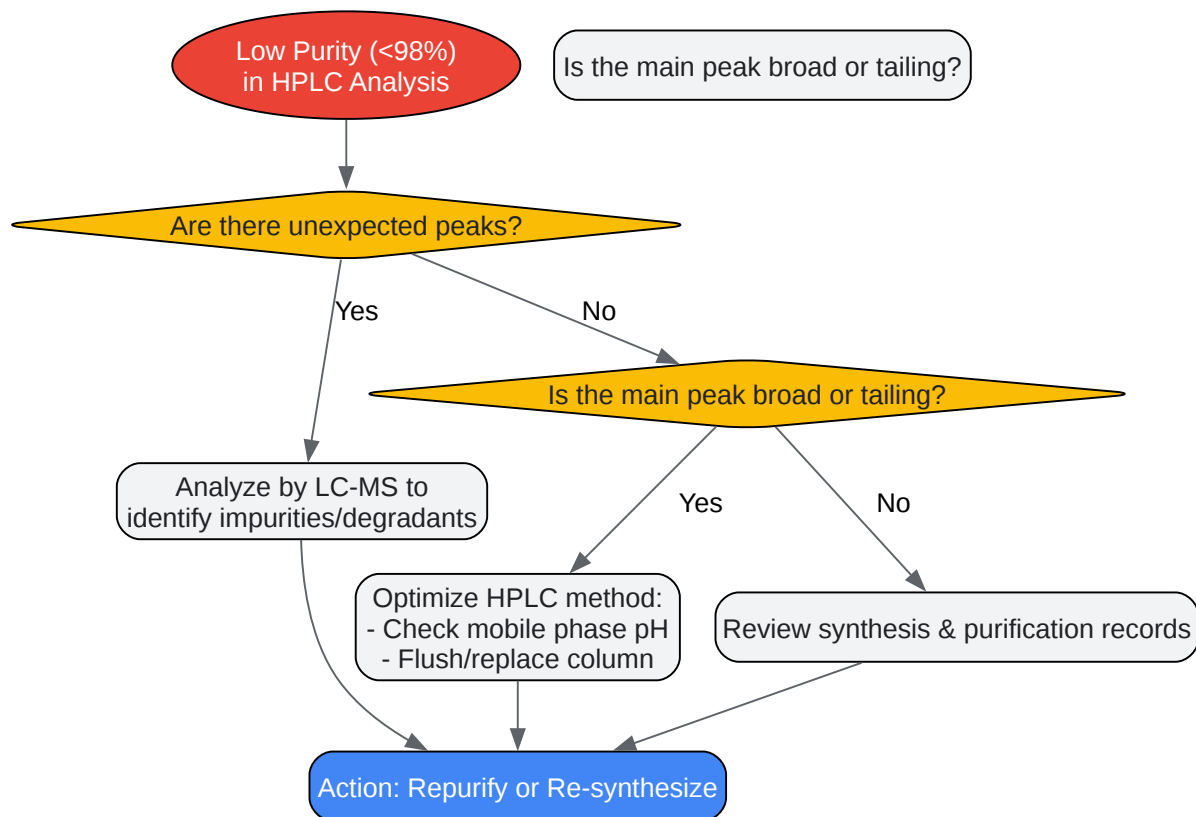 Low Purity (<98%)
in HPLC Analysis
Is the main peak broad or tailing?
Are there unexpected peaks?
Yes
No
Is the main peak broad or tailing?
Analyze by LC-MS to
identify impurities/degradants
Yes
No
Optimize HPLC method:
- Check mobile phase pH
- Flush/replace column
Review synthesis & purification records
Action: Repurify or Re-synthesize